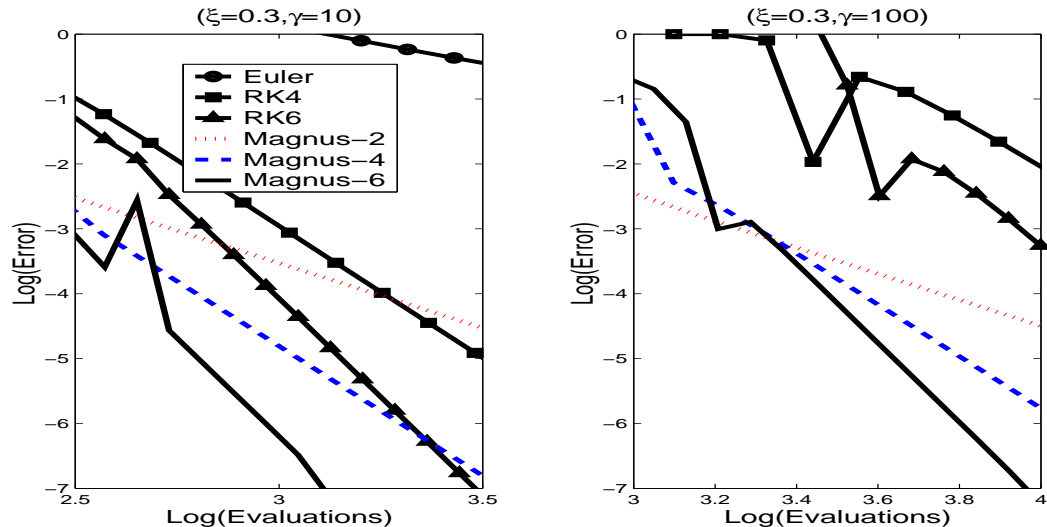 (ξ=0.3,γ=10)
0
−1
−2
−3
−4
−5
−6
−7
Log(Error)
2.5
3
3.5
Log(Evaluations)
Euler
RK4
RK6
Magnus−2
Magnus−4
Magnus−6
(ξ=0.3,γ=100)
0
−1
−2
−3
−4
−5
−6
−7
Log(Error)
3
3.2
3.4
3.6
3.8
4
Log(Evaluations)